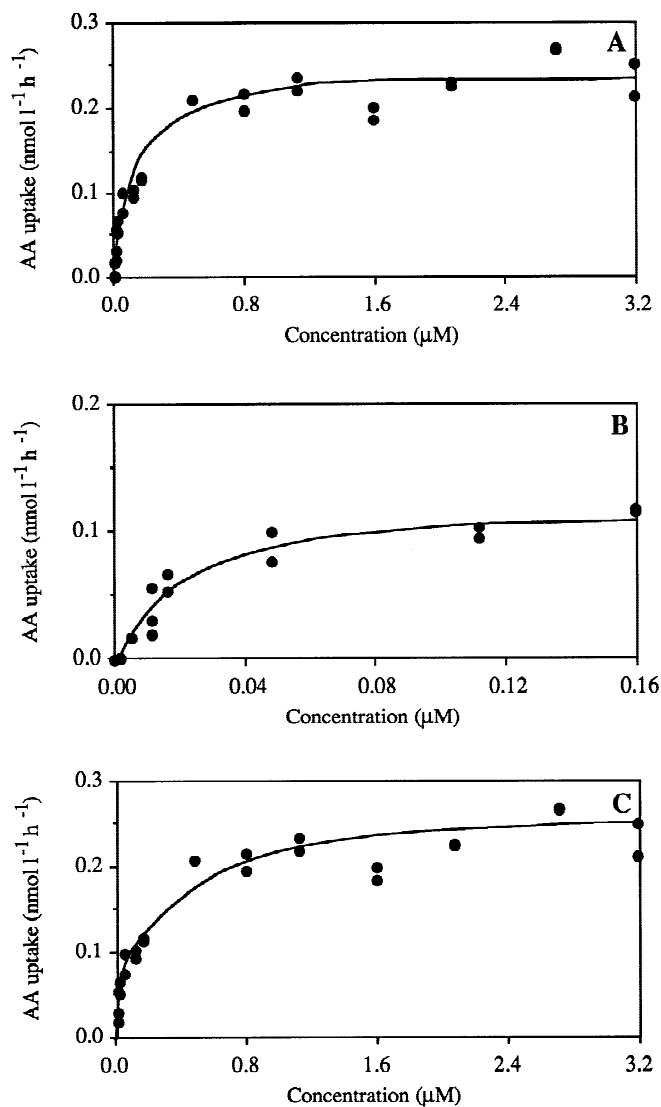 0.3
A
0.2
0.1
0.0
AA uptake (nmol l⁻¹ h ⁻¹)
0.0 0.8 1.6 2.4 3.2
Concentration (μM)
0.2
B
0.1
0.0
AA uptake (nmol l⁻¹ h ⁻¹)
0.00 0.04 0.08 0.12 0.16
Concentration (μM)
0.3
C
0.2
0.1
0.0
AA uptake (nmol l⁻¹ h ⁻¹)
0.0 0.8 1.6 2.4 3.2
Concentration (μM)